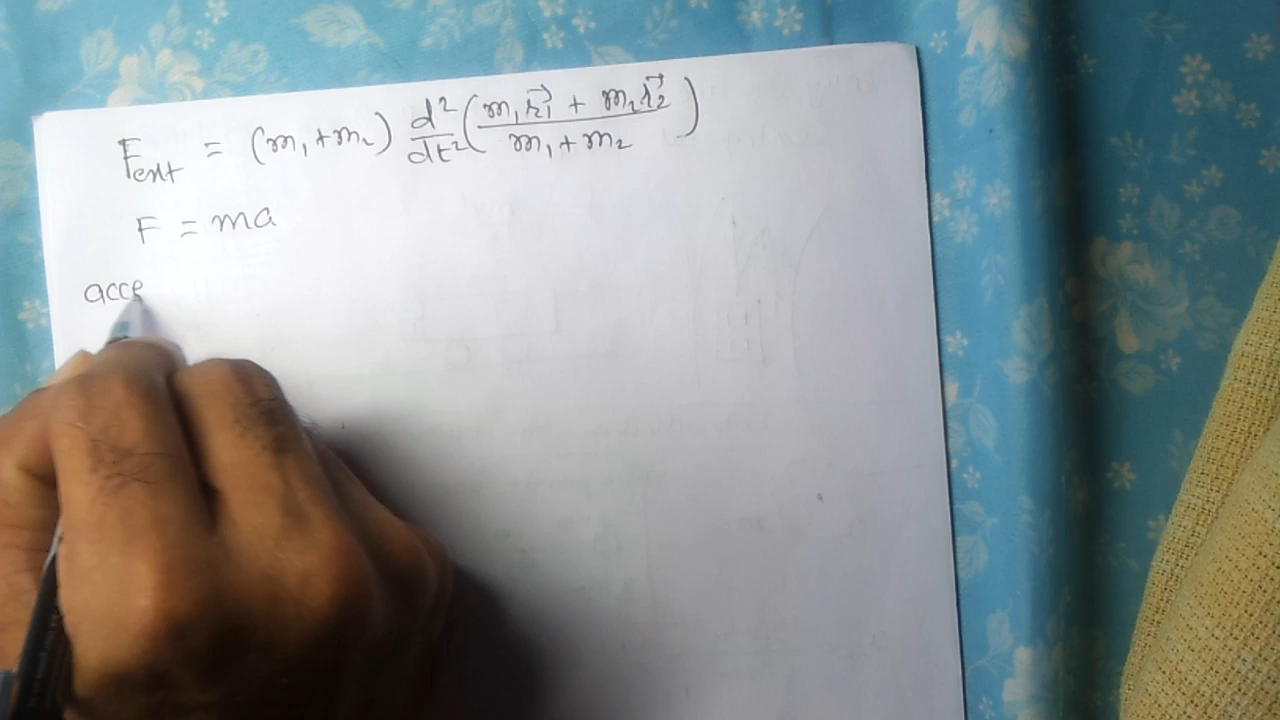 F_ext = (m₁+m₂) d²/dt² ( (m₁r⃗₁ + m₂r⃗₂) / (m₁+m₂) )
F = ma
acce